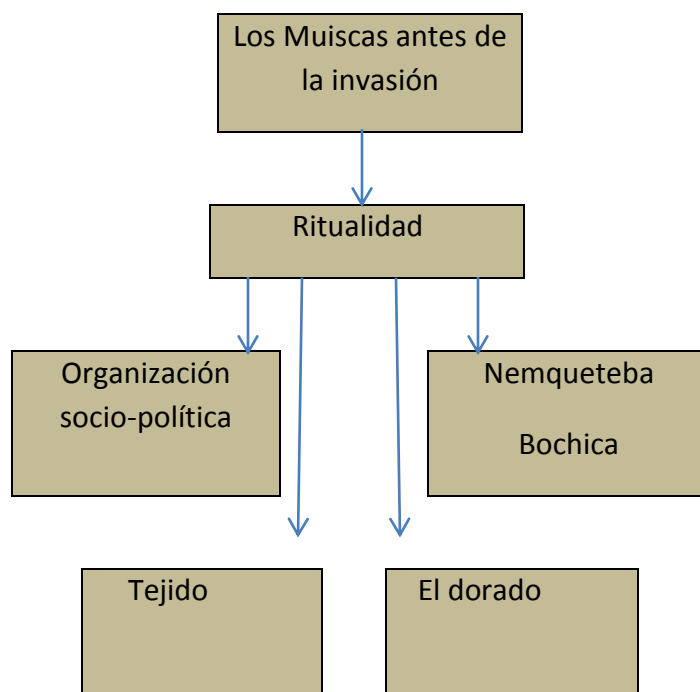 Los Muiscas antes de
la invasión
Ritualidad
Organización
socio-política
Nemqueteba
Bochica
Tejido
El dorado